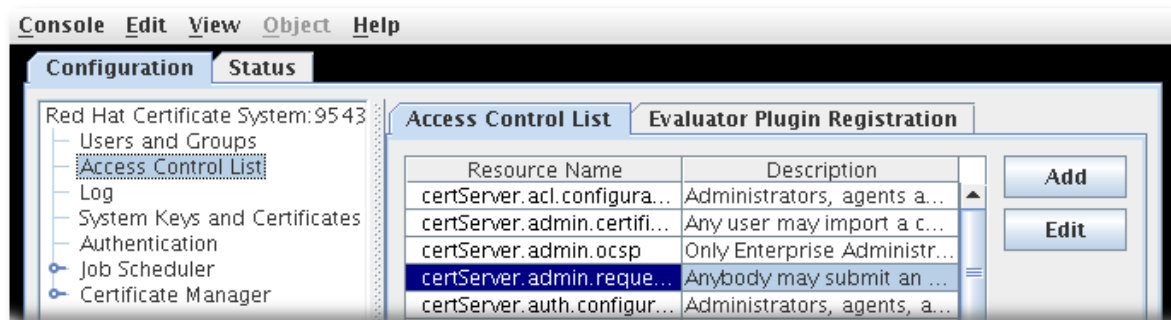 Console Edit View Object Help
Configuration Status
Red Hat Certificate System:9543
Users and Groups
Access Control List
Log
System Keys and Certificates
Authentication
Job Scheduler
Certificate Manager
Access Control List Evaluator Plugin Registration
Resource Name Description
certServer.acl.configura... Administrators, agents a...
certServer.admin.certifi... Any user may import a c...
certServer.admin.ocsp Only Enterprise Administr...
certServer.admin.reque... Anybody may submit an ...
certServer.auth.configur... Administrators, agents, a...
Add
Edit